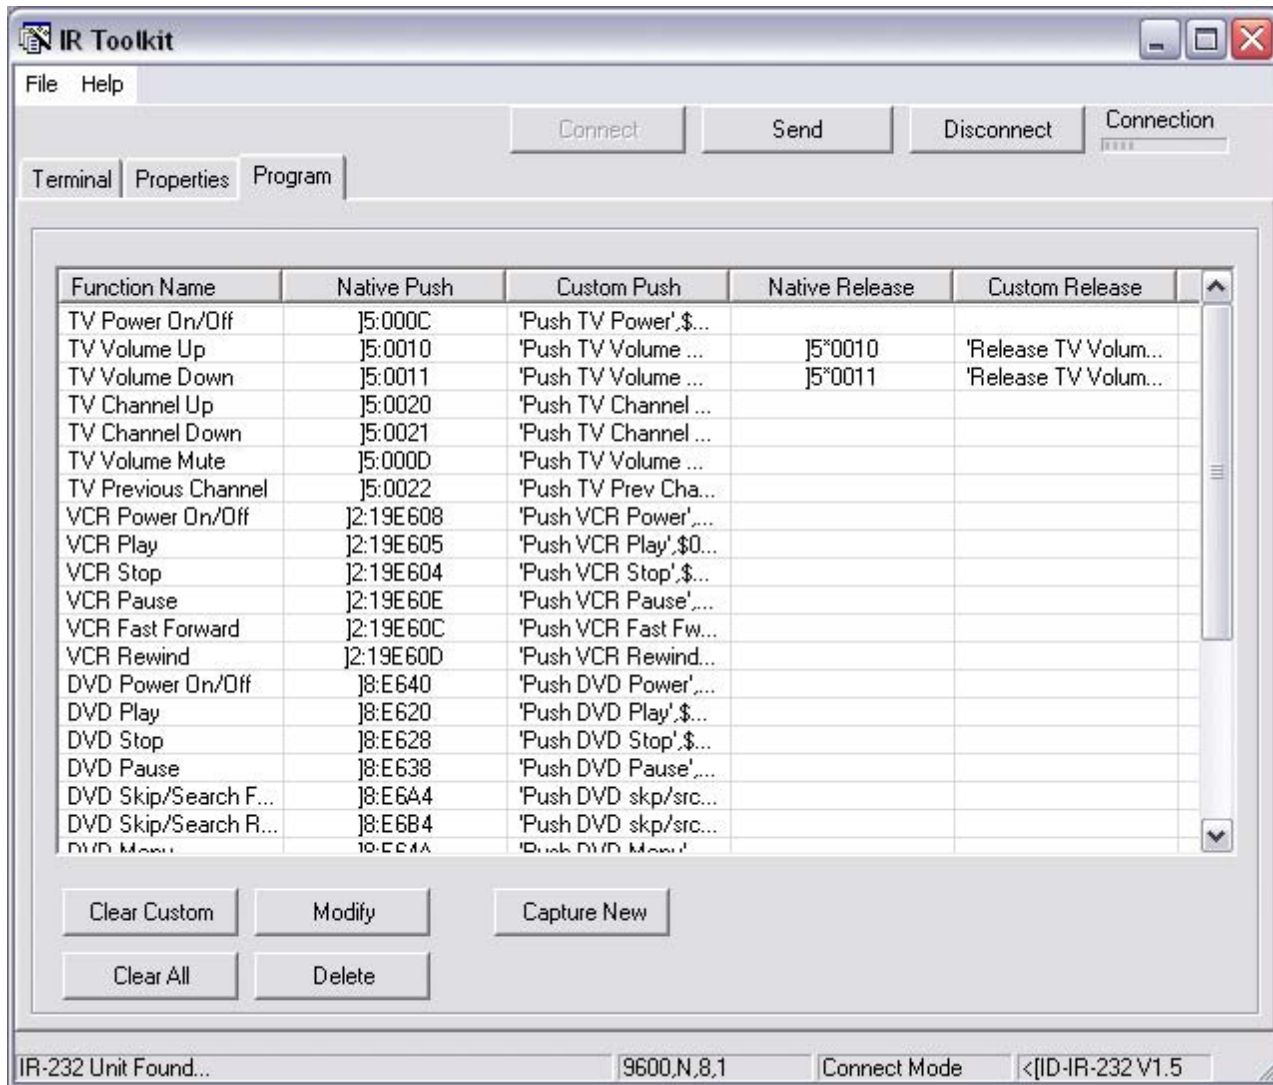 IR Toolkit
File Help
Connect Send Disconnect Connection
Terminal Properties Program
Function Name Native Push Custom Push Native Release Custom Release
TV Power On/Off ]5:000C 'Push TV Power',$...
TV Volume Up ]5:0010 'Push TV Volume ... ]5*0010 'Release TV Volum...
TV Volume Down ]5:0011 'Push TV Volume ... ]5*0011 'Release TV Volum...
TV Channel Up ]5:0020 'Push TV Channel ...
TV Channel Down ]5:0021 'Push TV Channel ...
TV Volume Mute ]5:000D 'Push TV Volume ...
TV Previous Channel ]5:0022 'Push TV Prev Cha...
VCR Power On/Off ]2:19E608 'Push VCR Power',...
VCR Play ]2:19E605 'Push VCR Play',$0...
VCR Stop ]2:19E604 'Push VCR Stop',$...
VCR Pause ]2:19E60E 'Push VCR Pause',...
VCR Fast Forward ]2:19E60C 'Push VCR Fast Fw...
VCR Rewind ]2:19E60D 'Push VCR Rewind...
DVD Power On/Off ]8:E640 'Push DVD Power',...
DVD Play ]8:E620 'Push DVD Play',$...
DVD Stop ]8:E628 'Push DVD Stop',$...
DVD Pause ]8:E638 'Push DVD Pause',...
DVD Skip/Search F... ]8:E6A4 'Push DVD skp/src...
DVD Skip/Search R... ]8:E6B4 'Push DVD skp/src...
DVD Menu ]8:E64A 'Push DVD Menu'
Clear Custom Modify Capture New
Clear All Delete
IR-232 Unit Found... 9600,N,8,1 Connect Mode <[ID-IR-232 V1.5